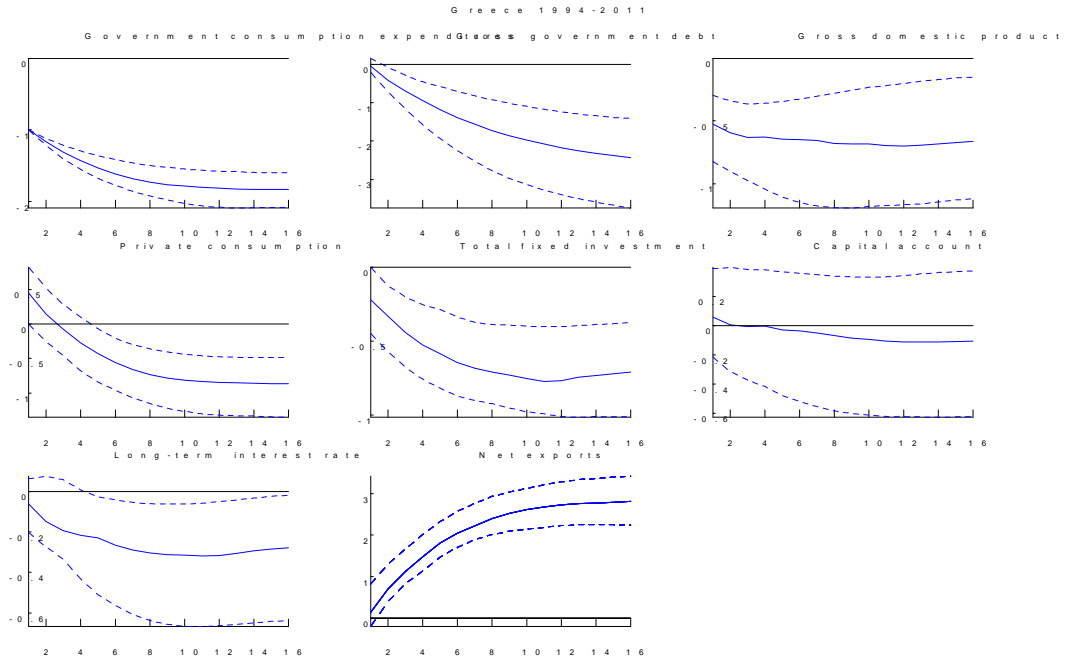 Greece 1994-2011
Government consumption expenditures
Gross government debt
Gross domestic product
0
-1
-2
2 4 6 8 10 12 14 16
0
-1
-2
-3
2 4 6 8 10 12 14 16
0
-0.5
-1
2 4 6 8 10 12 14 16
Private consumption
Total fixed investment
Capital account
0.5
0
-0.5
-1
2 4 6 8 10 12 14 16
0
-0.5
-1
2 4 6 8 10 12 14 16
0.2
0
-0.2
-0.4
-0.6
2 4 6 8 10 12 14 16
Long-term interest rate
Net exports
0
-0.2
-0.4
-0.6
2 4 6 8 10 12 14 16
3
2
1
0
2 4 6 8 10 12 14 16